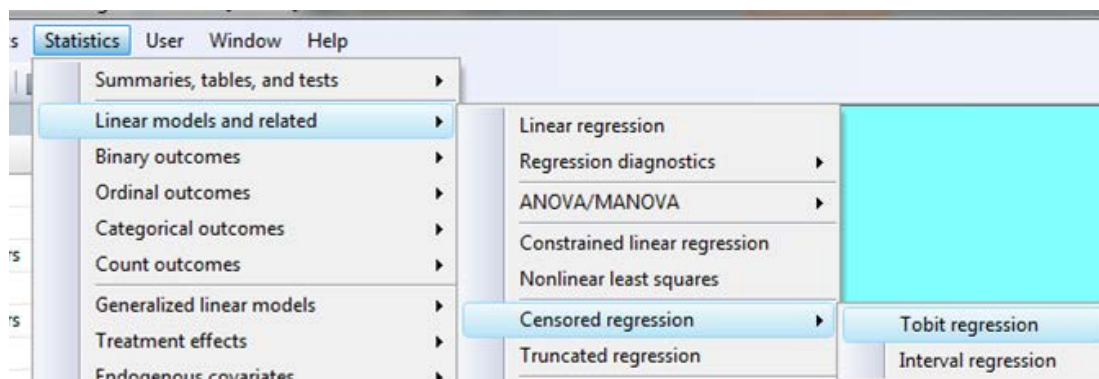 Statistics User Window Help
Summaries, tables, and tests
Linear models and related
Binary outcomes
Ordinal outcomes
Categorical outcomes
Count outcomes
Generalized linear models
Treatment effects
Endogenous covariates
Linear regression
Regression diagnostics
ANOVA/MANOVA
Constrained linear regression
Nonlinear least squares
Censored regression
Truncated regression
Tobit regression
Interval regression